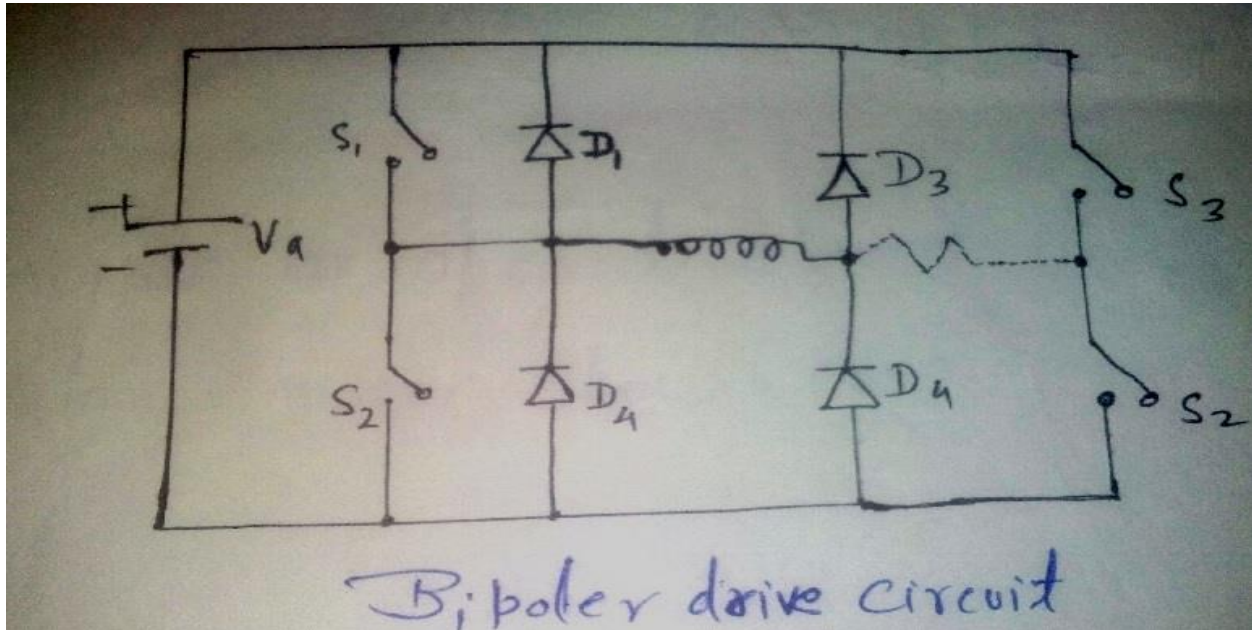 S1 D1 D3 S3
+
Va
-
S2 D4 D4 S2
Bipoler drive circuit